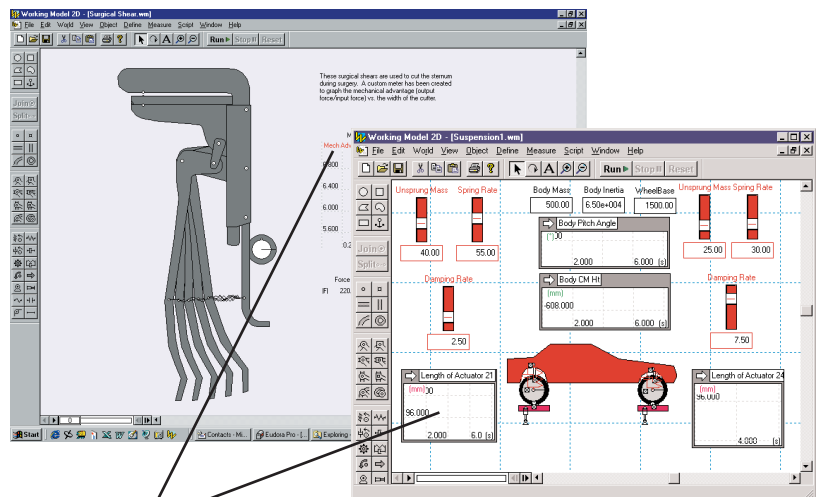 Working Model 2D - [Surgical Shear.wm]
File Edit World View Object Define Measure Script Window Help
Run Stop Reset
Join
Split
These surgical shears are used to cut the sternum
during surgery. A custom meter has been created
to graph the mechanical advantage (output
force/input force) vs. the width of the cutter.
M
Mech Adv
6.800
6.400
6.000
5.600
0.2
Force
|F| 220.
Start Contacts - Mi... Eudora Pro - [ Exploring
Working Model 2D - [Suspension1.wm]
File Edit World View Object Define Measure Script Window Help
Run Stop Reset
Join
Split
Unsprung Mass Spring Rate Body Mass Body Inertia WheelBase Unsprung Mass Spring Rate
500.00 6.50e+004 1500.00
40.00 55.00 25.00 30.00
Body Pitch Angle
(°)
2.000 6.000 (s)
Damping Rate Body CM Ht Damping Rate
(mm)
-608.000
2.000 6.000 (s)
2.50 7.50
Length of Actuator 21 Length of Actuator 24
(mm) (mm)
96.000 96.000
2.000 6.0 (s) 4.000 (s)